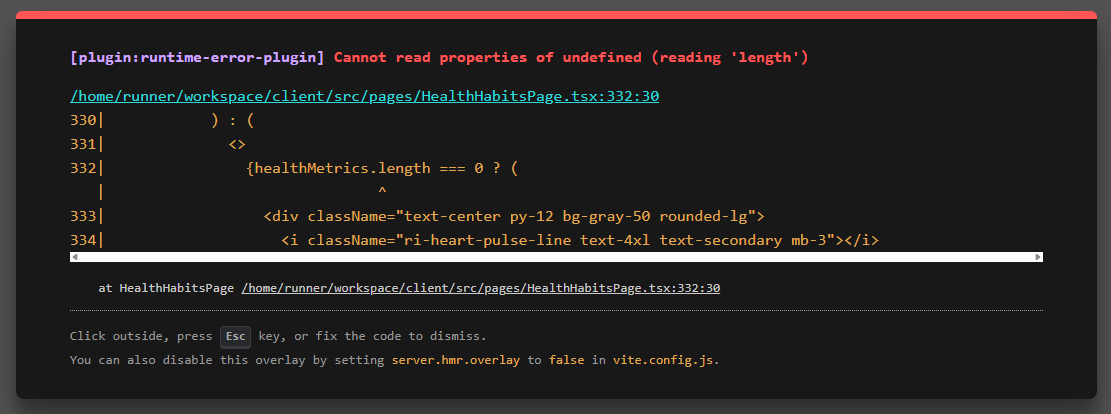 [plugin:runtime-error-plugin] Cannot read properties of undefined (reading 'length')
/home/runner/workspace/client/src/pages/HealthHabitsPage.tsx:332:30
330|            ) : (
331|              <>
332|                {healthMetrics.length === 0 ? (
   |                              ^
333|                  <div className="text-center py-12 bg-gray-50 rounded-lg">
334|                    <i className="ri-heart-pulse-line text-4xl text-secondary mb-3"></i>
at HealthHabitsPage /home/runner/workspace/client/src/pages/HealthHabitsPage.tsx:332:30
Click outside, press Esc key, or fix the code to dismiss.
You can also disable this overlay by setting server.hmr.overlay to false in vite.config.js.